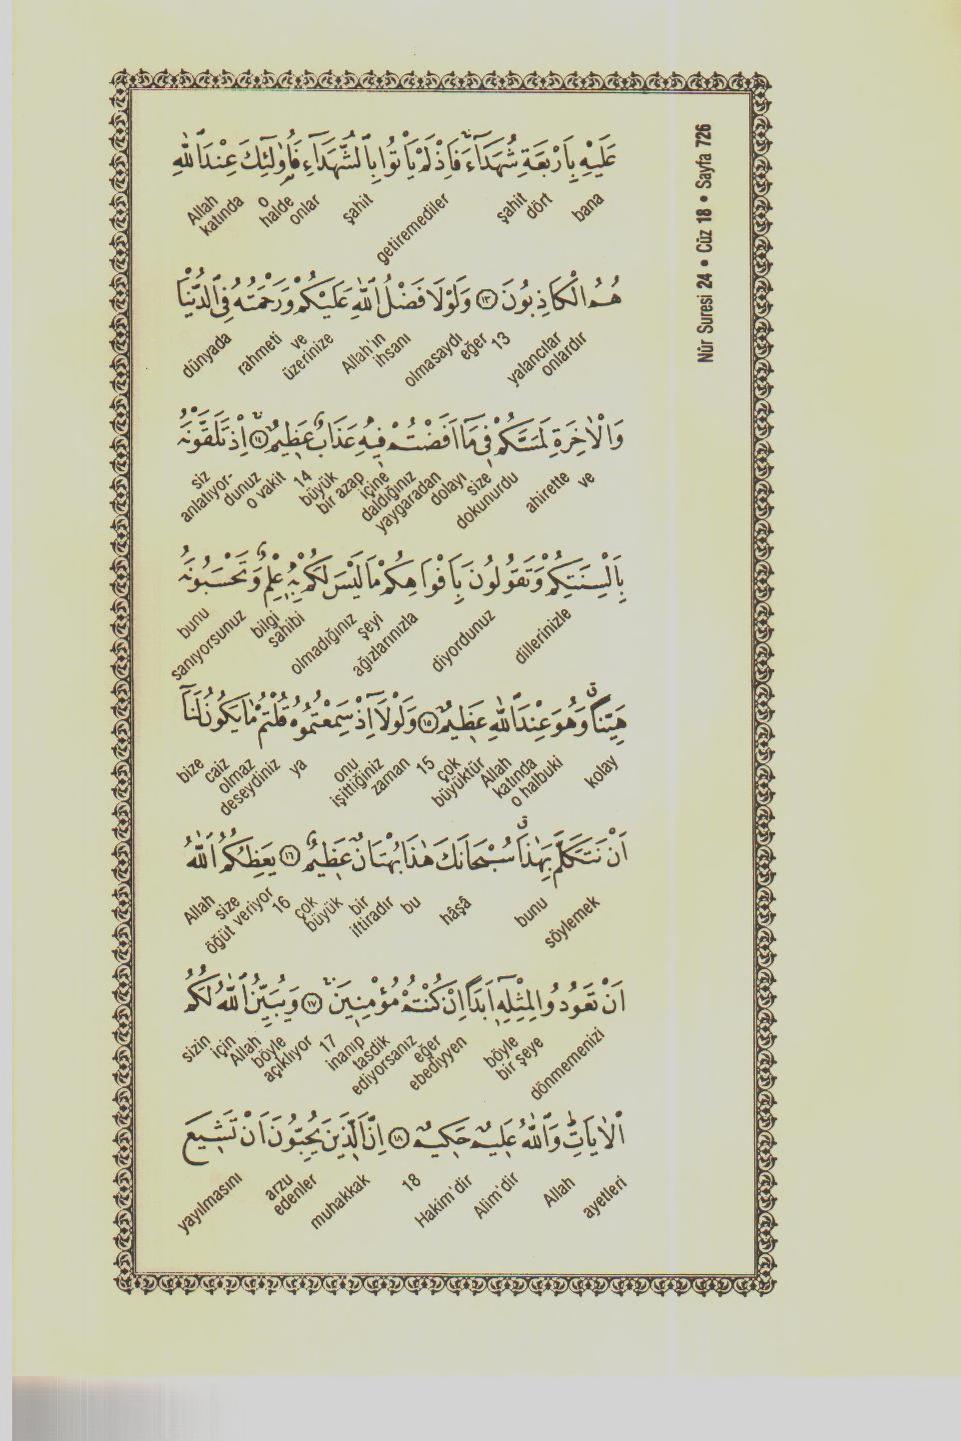 Nûr Suresi 24 • Cüz 18 • Sayfa 726
عَلَيْهِ بِاَرْبَعَةِ شُهَدَٓاءَۚ فَاِذْ لَمْ يَأْتُوا بِالشُّهَدَٓاءِ فَاُو۬لٰٓئِكَ عِنْدَ اللّٰهِ
bana dört şahit getiremediler şahit onlar o halde Allah katında
هُمُ الْكَاذِبُونَ ﴿١٣﴾ وَلَوْلَا فَضْلُ اللّٰهِ عَلَيْكُمْ وَرَحْمَتُهُ فِي الدُّنْيَا
onlardır yalancılar 13 eğer olmasaydı Allah'ın ihsanı üzerinize ve rahmeti dünyada
وَالْاٰخِرَةِ لَمَسَّكُمْ فِي مَٓا اَفَضْتُمْ فِيهِ عَذَابٌ عَظِيمٌۚ ﴿١٤﴾ اِذْ تَلَقَّوْنَهُ
ve ahirette size dokunurdu yaygaradan dolayı içine daldığınız bir azap büyük 14 o vakit siz anlatıyor- dunuz
بِاَلْسِنَتِكُمْ وَتَقُولُونَ بِاَفْوَاهِكُمْ مَا لَيْسَ لَكُمْ بِهِ عِلْمٌ وَتَحْسَبُونَهُ
dillerinizle diyordunuz ağızlarınızla şeyi olmadığınız bilgi sahibi sanıyorsunuz bunu
هَيِّنًاۗ وَهُوَ عِنْدَ اللّٰهِ عَظِيمٌ ﴿١٥﴾ وَلَوْلَٓا اِذْ سَمِعْتُمُوهُ قُلْتُمْ مَا يَكُونُ لَنَٓا
kolay o halbuki Allah katında çok büyüktür 15 zaman onu işittiğiniz ya deseydiniz caiz olmaz bize
اَنْ نَتَكَلَّمَ بِهٰذَاۗ سُبْحَانَكَ هٰذَا بُهْتَانٌ عَظِيمٌ ﴿١٦﴾ يَعِظُكُمُ اللّٰهُ
söylemek bunu hâşâ bu bir iftiradır çok büyük 16 size öğüt veriyor Allah
اَنْ تَعُودُوا لِمِثْلِهِٓ اَبَدًا اِنْ كُنْتُمْ مُؤْمِنِينَۚ ﴿١٧﴾ وَيُبَيِّنُ اللّٰهُ لَكُمُ
dönmemenizi böyle bir şeye ebediyyen eğer inanıp tasdik ediyorsanız 17 böyle açıklıyor Allah sizin için
الْاٰيَاتِۜ وَاللّٰهُ عَلِيمٌ حَكِيمٌ ﴿١٨﴾ اِنَّ الَّذِينَ يُحِبُّونَ اَنْ تَشِيعَ
ayetleri Allah Alim'dir Hakim'dir 18 muhakkak arzu edenler yayılmasını